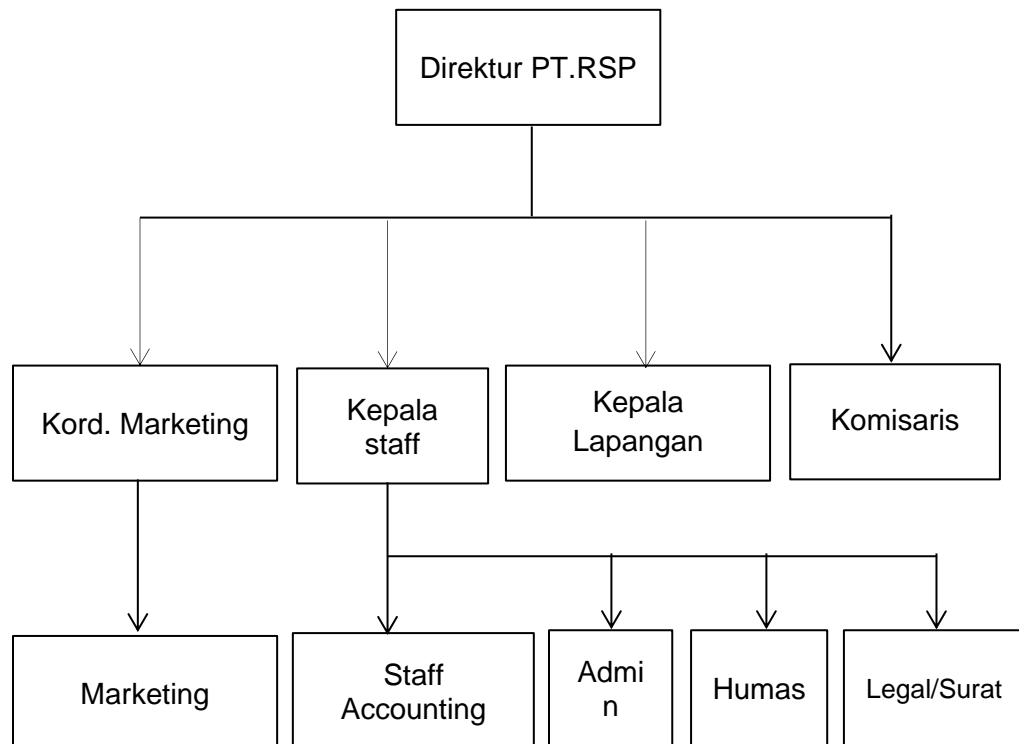 Direktur PT.RSP
Kord. Marketing
Kepala
staff
Kepala
Lapangan
Komisaris
Marketing
Staff
Accounting
Admi
n
Humas
Legal/Surat